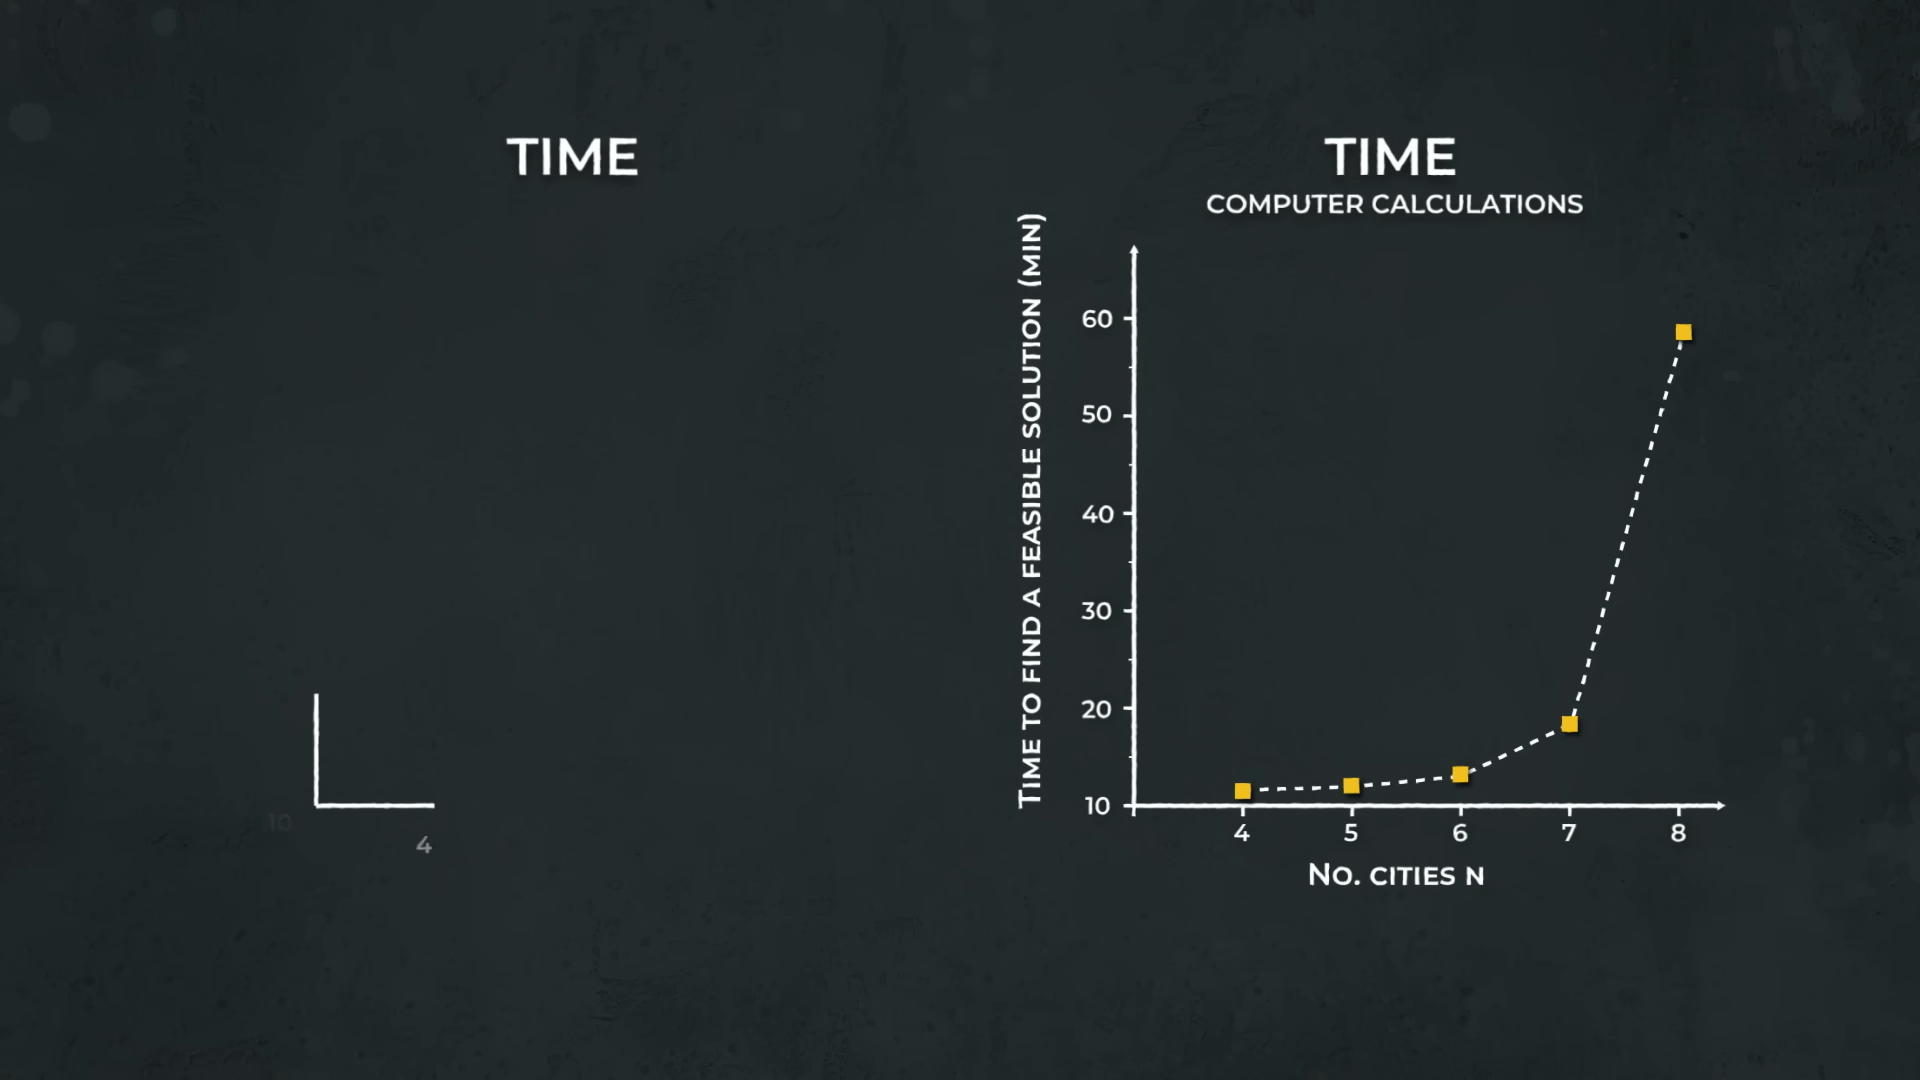 TIME
10
4
TIME
COMPUTER CALCULATIONS
TIME TO FIND A FEASIBLE SOLUTION (MIN)
60
50
40
30
20
10
4 5 6 7 8
NO. CITIES N